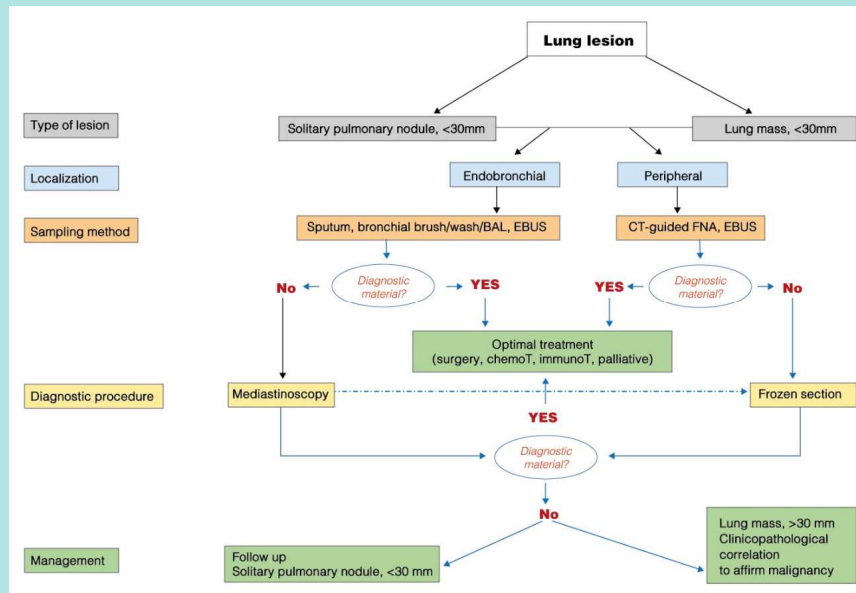 Lung lesion
Type of lesion
Solitary pulmonary nodule, <30mm
Lung mass, <30mm
Localization
Endobronchial
Peripheral
Sampling method
Sputum, bronchial brush/wash/BAL, EBUS
CT-guided FNA, EBUS
No
Diagnostic
material?
YES
YES
Diagnostic
material?
No
Optimal treatment
(surgery, chemoT, immunoT, palliative)
Diagnostic procedure
Mediastinoscopy
Frozen section
YES
Diagnostic
material?
No
Management
Follow up
Solitary pulmonary nodule, <30 mm
Lung mass, >30 mm
Clinicopathological
correlation
to affirm malignancy